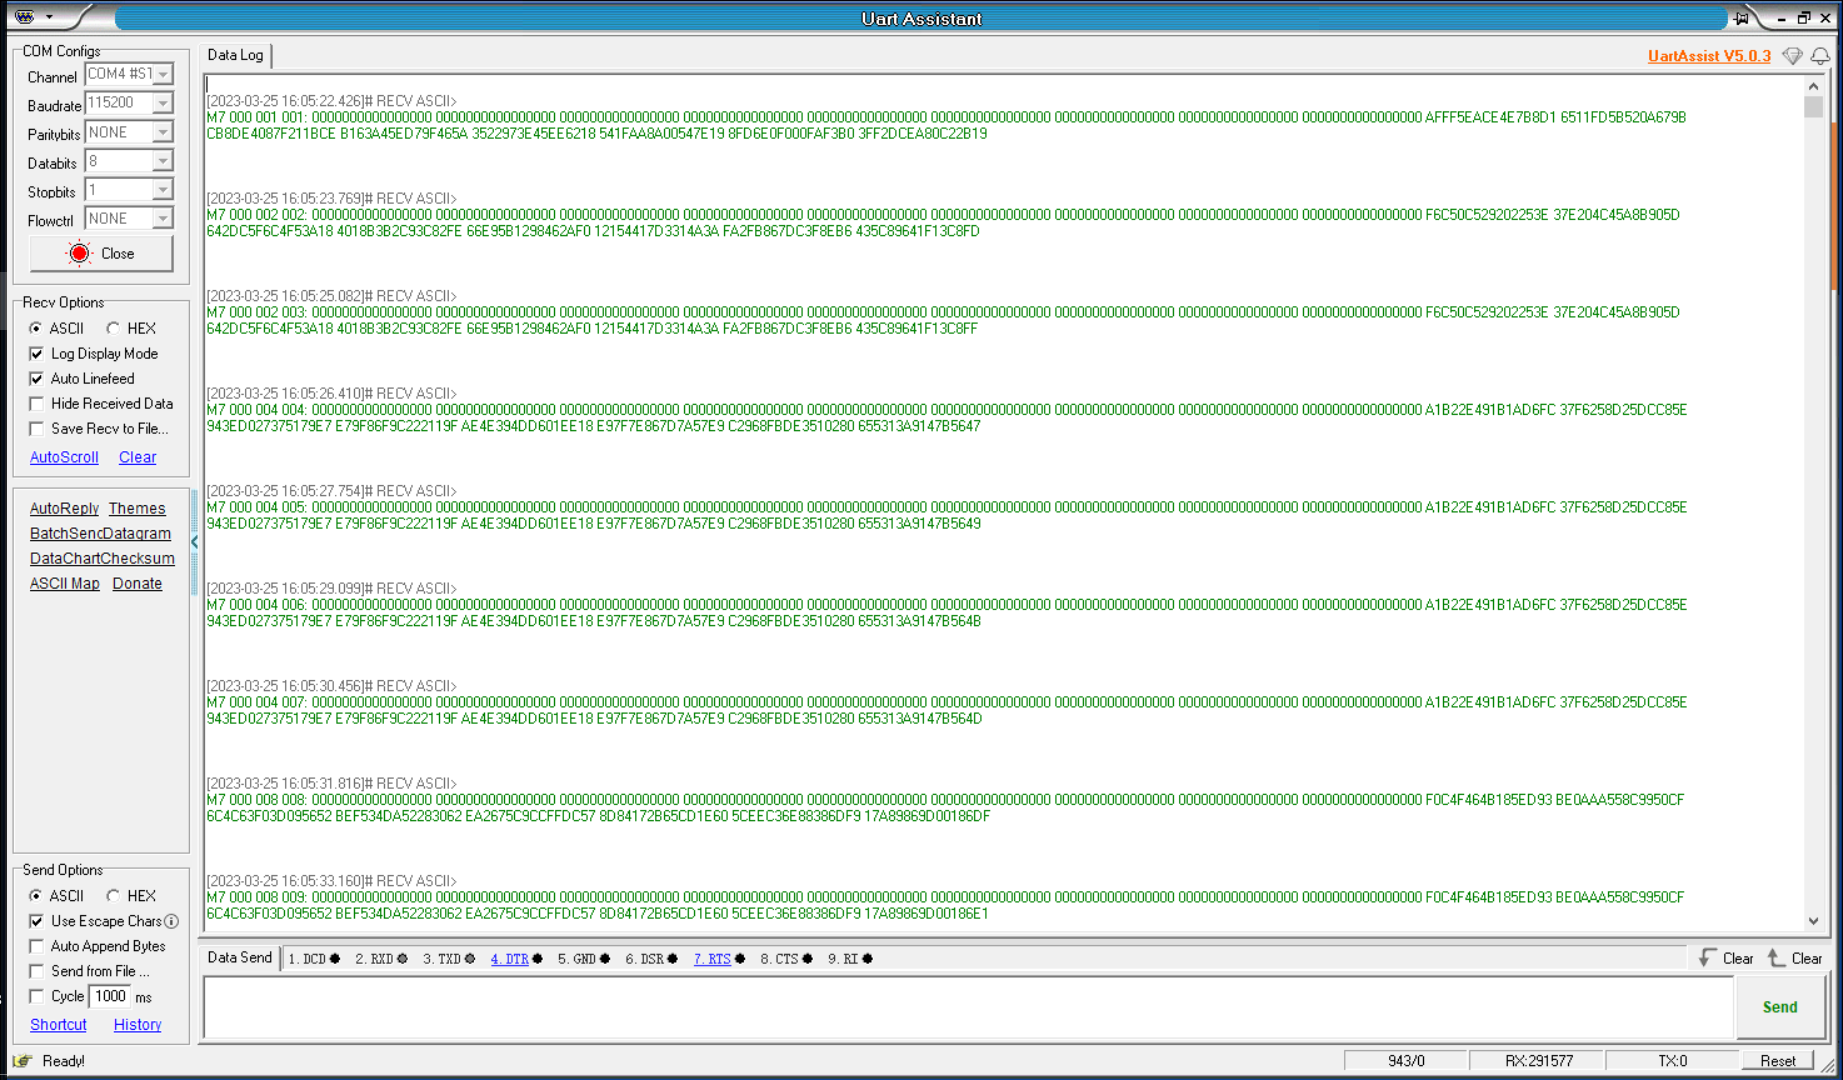 Uart Assistant
COM Configs
Channel COM4 #ST
Baudrate 115200
Paritybits NONE
Databits 8
Stopbits 1
Flowctrl NONE
Close
Recv Options
ASCII HEX
Log Display Mode
Auto Linefeed
Hide Received Data
Save Recv to File...
AutoScroll Clear
AutoReply Themes
BatchSend Datagram
DataChart Checksum
ASCII Map Donate
Send Options
ASCII HEX
Use Escape Chars
Auto Append Bytes
Send from File ...
Cycle 1000 ms
Shortcut History
Data Log
UartAssist V5.0.3
[2023-03-25 16:05:22.426]# RECV ASCII>
M7 000 001 001: 0000000000000000 0000000000000000 0000000000000000 0000000000000000 0000000000000000 0000000000000000 0000000000000000 0000000000000000 0000000000000000 AFFF5EACE4E7B8D1 6511FD5B520A679B
CB8DE4087F211BCE B163A45ED79F465A 3522973E45EE6218 541FAA8A00547E19 8FD6E0F000FAF3B0 3FF2DCEA80C22B19
[2023-03-25 16:05:23.769]# RECV ASCII>
M7 000 002 002: 0000000000000000 0000000000000000 0000000000000000 0000000000000000 0000000000000000 0000000000000000 0000000000000000 0000000000000000 0000000000000000 F6C50C529202253E 37E204C45A8B905D
642DC5F6C4F53A18 4018B3B2C93C82FE 66E95B1298462AF0 12154417D3314A3A FA2FB867DC3F8EB6 435C89641F13C8FD
[2023-03-25 16:05:25.082]# RECV ASCII>
M7 000 002 003: 0000000000000000 0000000000000000 0000000000000000 0000000000000000 0000000000000000 0000000000000000 0000000000000000 0000000000000000 0000000000000000 F6C50C529202253E 37E204C45A8B905D
642DC5F6C4F53A18 4018B3B2C93C82FE 66E95B1298462AF0 12154417D3314A3A FA2FB867DC3F8EB6 435C89641F13C8FF
[2023-03-25 16:05:26.410]# RECV ASCII>
M7 000 004 004: 0000000000000000 0000000000000000 0000000000000000 0000000000000000 0000000000000000 0000000000000000 0000000000000000 0000000000000000 0000000000000000 A1B22E491B1AD6FC 37F6258D25DCC85E
943ED027375179E7 E79F86F9C222119F AE4E394DD601EE18 E97F7E867D7A57E9 C2968FBDE3510280 655313A9147B5647
[2023-03-25 16:05:27.754]# RECV ASCII>
M7 000 004 005: 0000000000000000 0000000000000000 0000000000000000 0000000000000000 0000000000000000 0000000000000000 0000000000000000 0000000000000000 0000000000000000 A1B22E491B1AD6FC 37F6258D25DCC85E
943ED027375179E7 E79F86F9C222119F AE4E394DD601EE18 E97F7E867D7A57E9 C2968FBDE3510280 655313A9147B5649
[2023-03-25 16:05:29.099]# RECV ASCII>
M7 000 004 006: 0000000000000000 0000000000000000 0000000000000000 0000000000000000 0000000000000000 0000000000000000 0000000000000000 0000000000000000 0000000000000000 A1B22E491B1AD6FC 37F6258D25DCC85E
943ED027375179E7 E79F86F9C222119F AE4E394DD601EE18 E97F7E867D7A57E9 C2968FBDE3510280 655313A9147B564B
[2023-03-25 16:05:30.456]# RECV ASCII>
M7 000 004 007: 0000000000000000 0000000000000000 0000000000000000 0000000000000000 0000000000000000 0000000000000000 0000000000000000 0000000000000000 0000000000000000 A1B22E491B1AD6FC 37F6258D25DCC85E
943ED027375179E7 E79F86F9C222119F AE4E394DD601EE18 E97F7E867D7A57E9 C2968FBDE3510280 655313A9147B564D
[2023-03-25 16:05:31.816]# RECV ASCII>
M7 000 008 008: 0000000000000000 0000000000000000 0000000000000000 0000000000000000 0000000000000000 0000000000000000 0000000000000000 0000000000000000 0000000000000000 F0C4F464B185ED93 BE0AAA558C9950CF
6C4C63F03D095652 BEF534DA52283062 EA2675C9CCFFDC57 8D84172B65CD1E60 5CEEC36E88386DF9 17A89869D00186DF
[2023-03-25 16:05:33.160]# RECV ASCII>
M7 000 008 009: 0000000000000000 0000000000000000 0000000000000000 0000000000000000 0000000000000000 0000000000000000 0000000000000000 0000000000000000 0000000000000000 F0C4F464B185ED93 BE0AAA558C9950CF
6C4C63F03D095652 BEF534DA52283062 EA2675C9CCFFDC57 8D84172B65CD1E60 5CEEC36E88386DF9 17A89869D00186E1
Data Send 1.DCD 2.RXD 3.TXD 4.DTR 5.GND 6.DSR 7.RTS 8.CTS 9.RI Clear Clear
Send
Ready! 943/0 RX:291577 TX:0 Reset